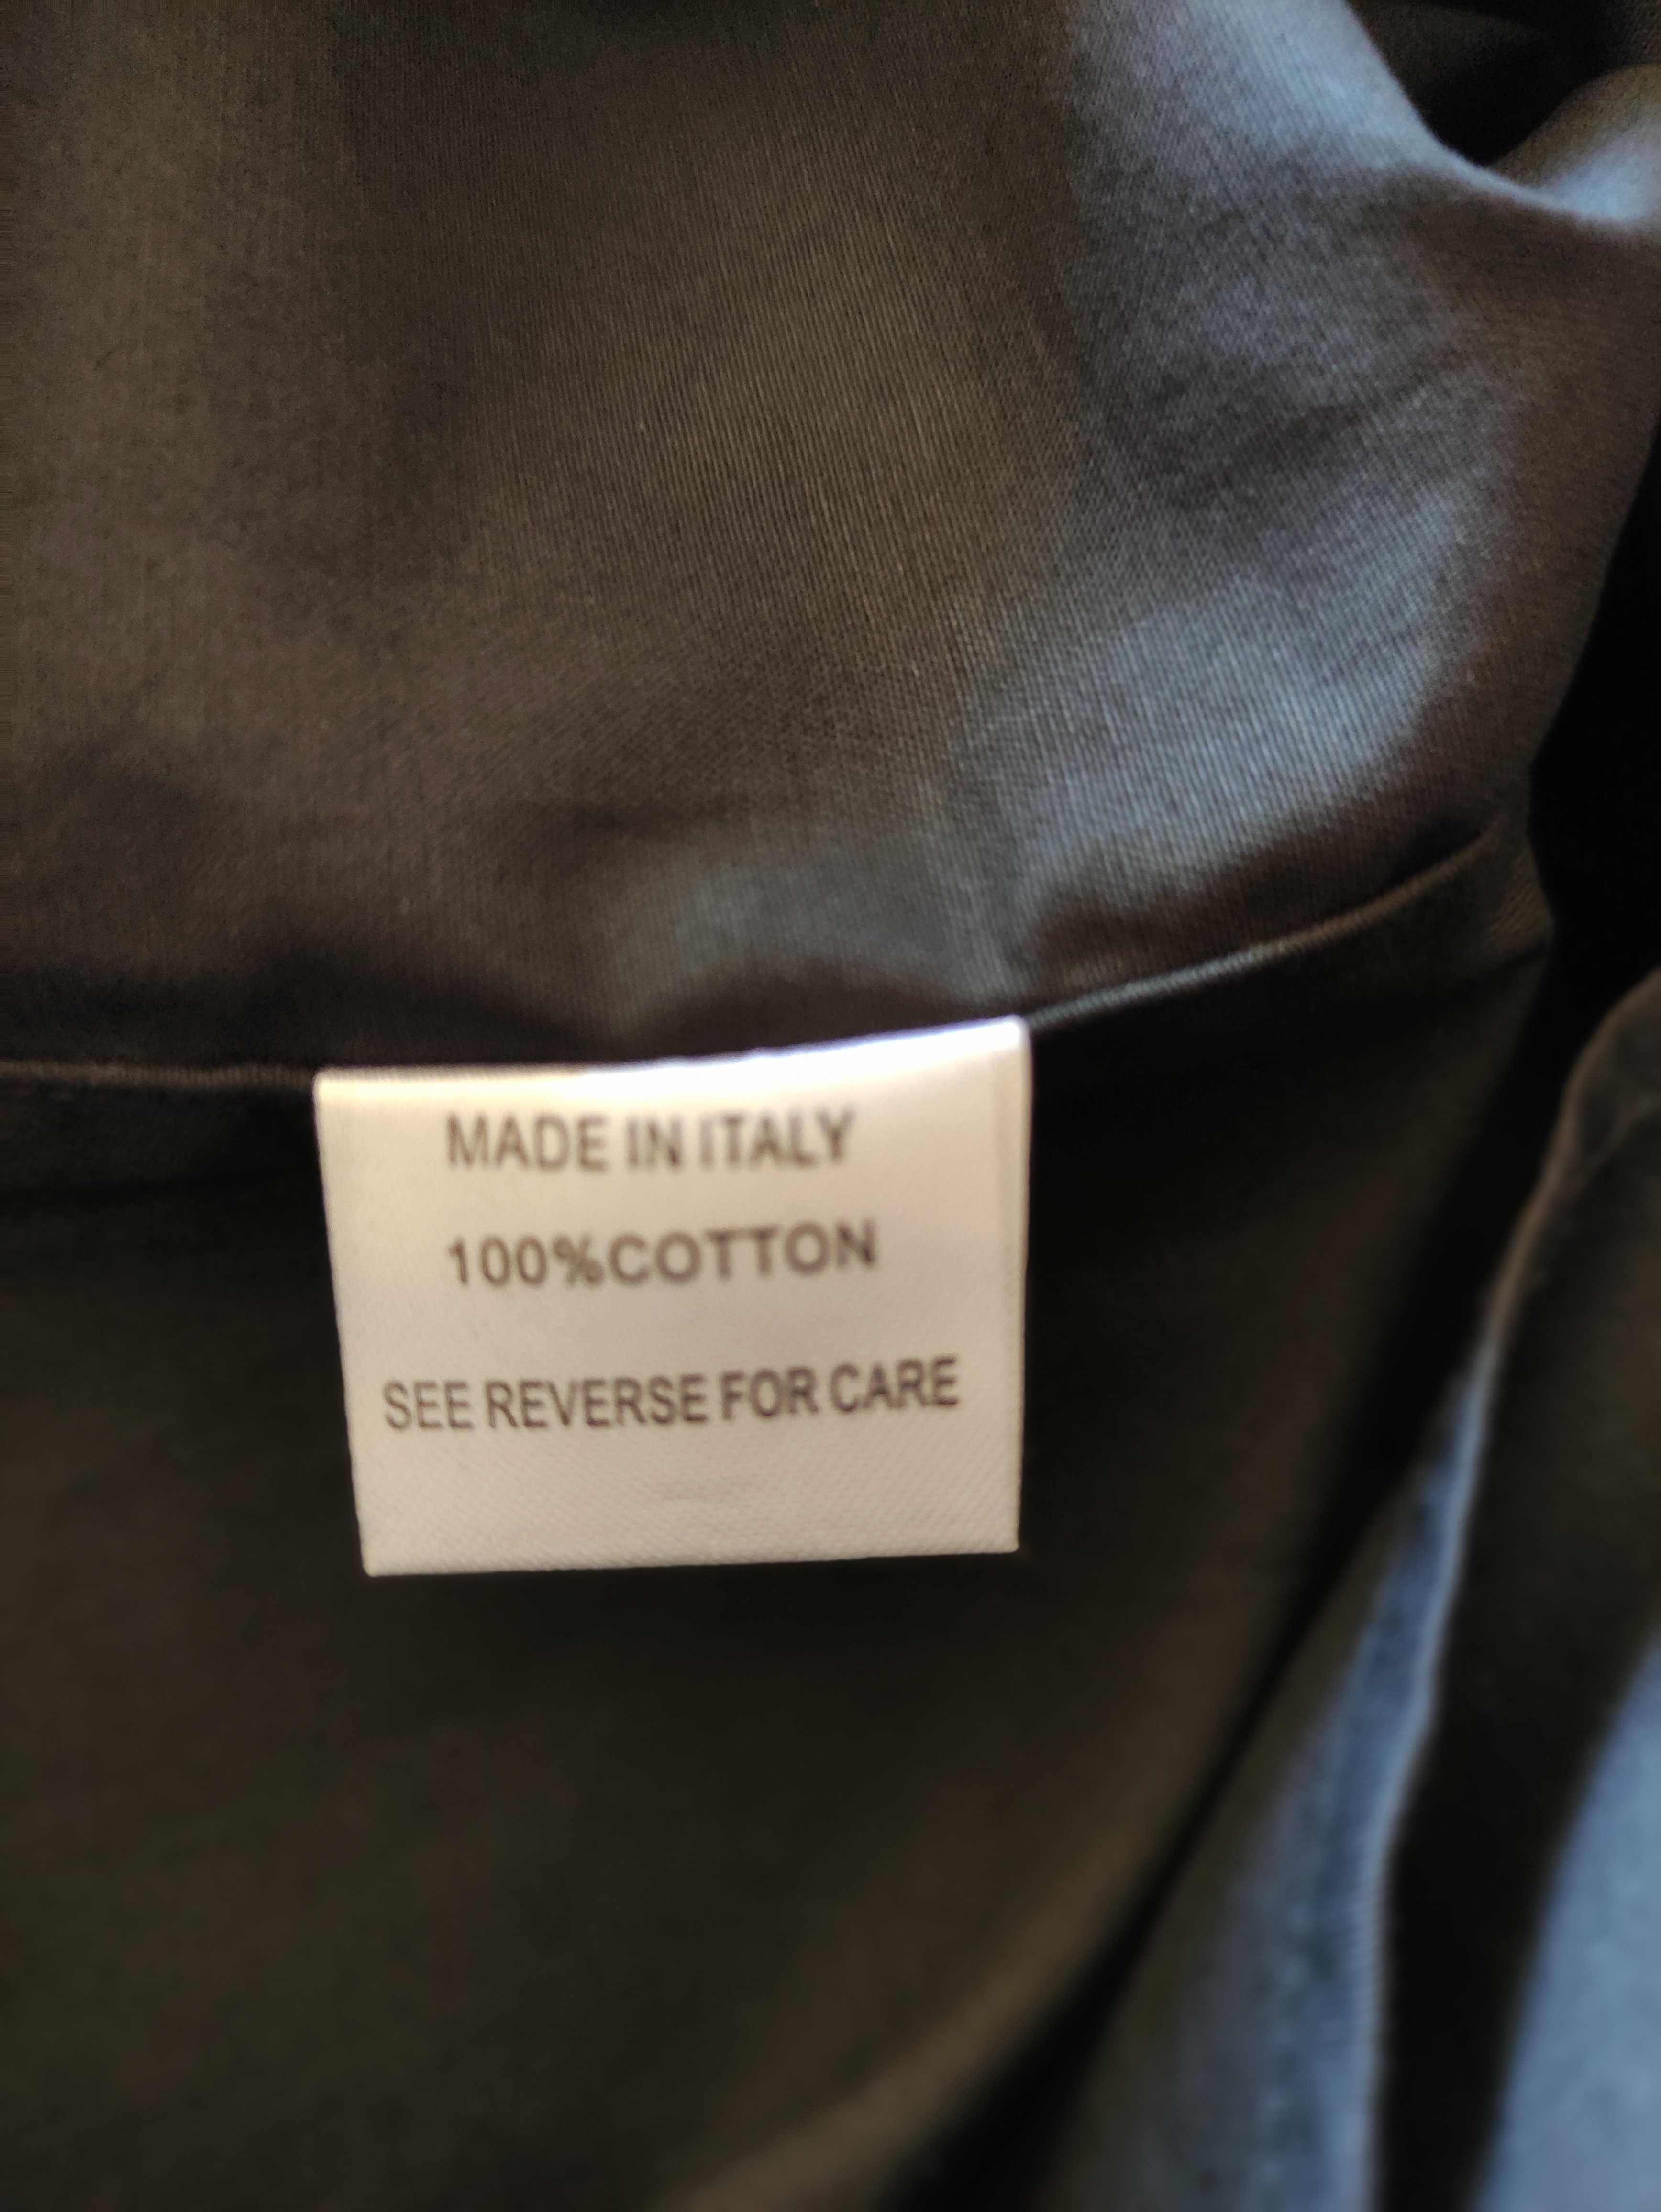 MADE IN ITALY
100%COTTON
SEE REVERSE FOR CARE